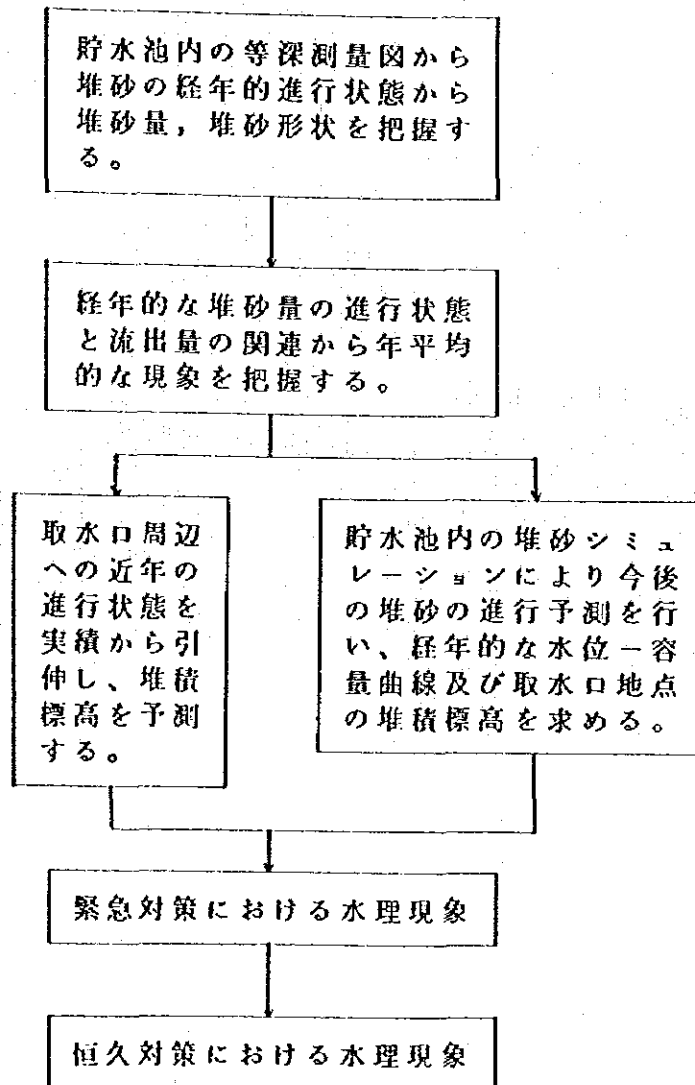 貯水池内の等深測量図から
堆砂の経年的進行状態から
堆砂量，堆砂形状を把握す
る。
経年的な堆砂量の進行状態
と流出量の関連から年平均
的な現象を把握する。
取水口周辺
への近年の
進行状態を
実績から引
伸し、堆積
標高を予測
する。
貯水池内の堆砂シミュ
レーションにより今後
の堆砂の進行予測を行
い、経年的な水位－容
量曲線及び取水口地点
の堆積標高を求める。
緊急対策における水理現象
恒久対策における水理現象